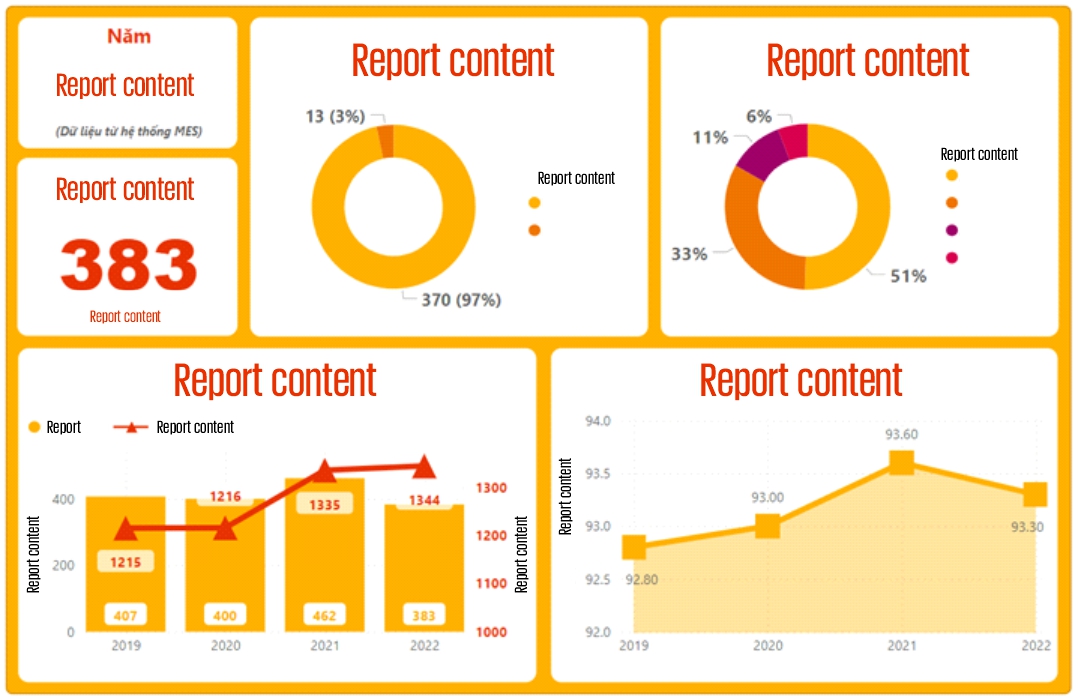 Năm
Report content
(Dữ liệu từ hệ thống MES)
Report content
383
Report content
Report content
13 (3%)
370 (97%)
Report content
Report content
6%
11%
33%
51%
Report content
Report content
Report
Report content
Report content
400
200
0
1215
1216
1335
1344
407
400
462
383
2019
2020
2021
2022
1300
1200
1100
1000
Report content
Report content
Report content
94.0
93.5
93.0
92.5
92.0
92.80
93.00
93.60
93.30
2019
2020
2021
2022